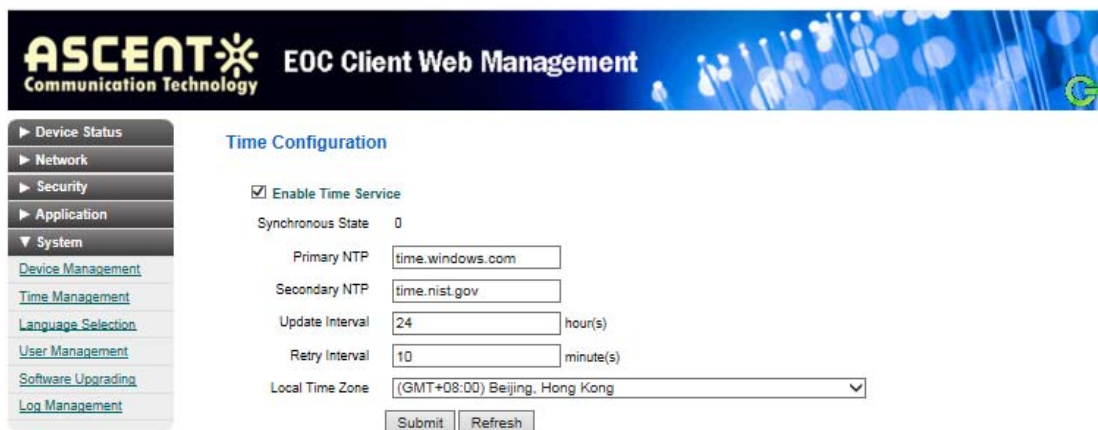 ASCENT
Communication Technology
EOC Client Web Management
▶ Device Status
▶ Network
▶ Security
▶ Application
▼ System
Device Management
Time Management
Language Selection
User Management
Software Upgrading
Log Management
Time Configuration
Enable Time Service
Synchronous State 0
Primary NTP time.windows.com
Secondary NTP time.nist.gov
Update Interval 24 hour(s)
Retry Interval 10 minute(s)
Local Time Zone (GMT+08:00) Beijing, Hong Kong
Submit Refresh